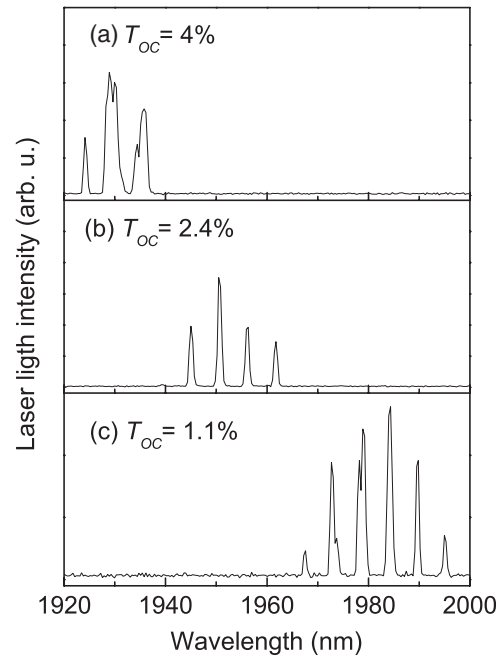 (a) T_OC = 4%
(b) T_OC = 2.4%
(c) T_OC = 1.1%
Laser ligth intensity (arb. u.)
1920 1940 1960 1980 2000
Wavelength (nm)